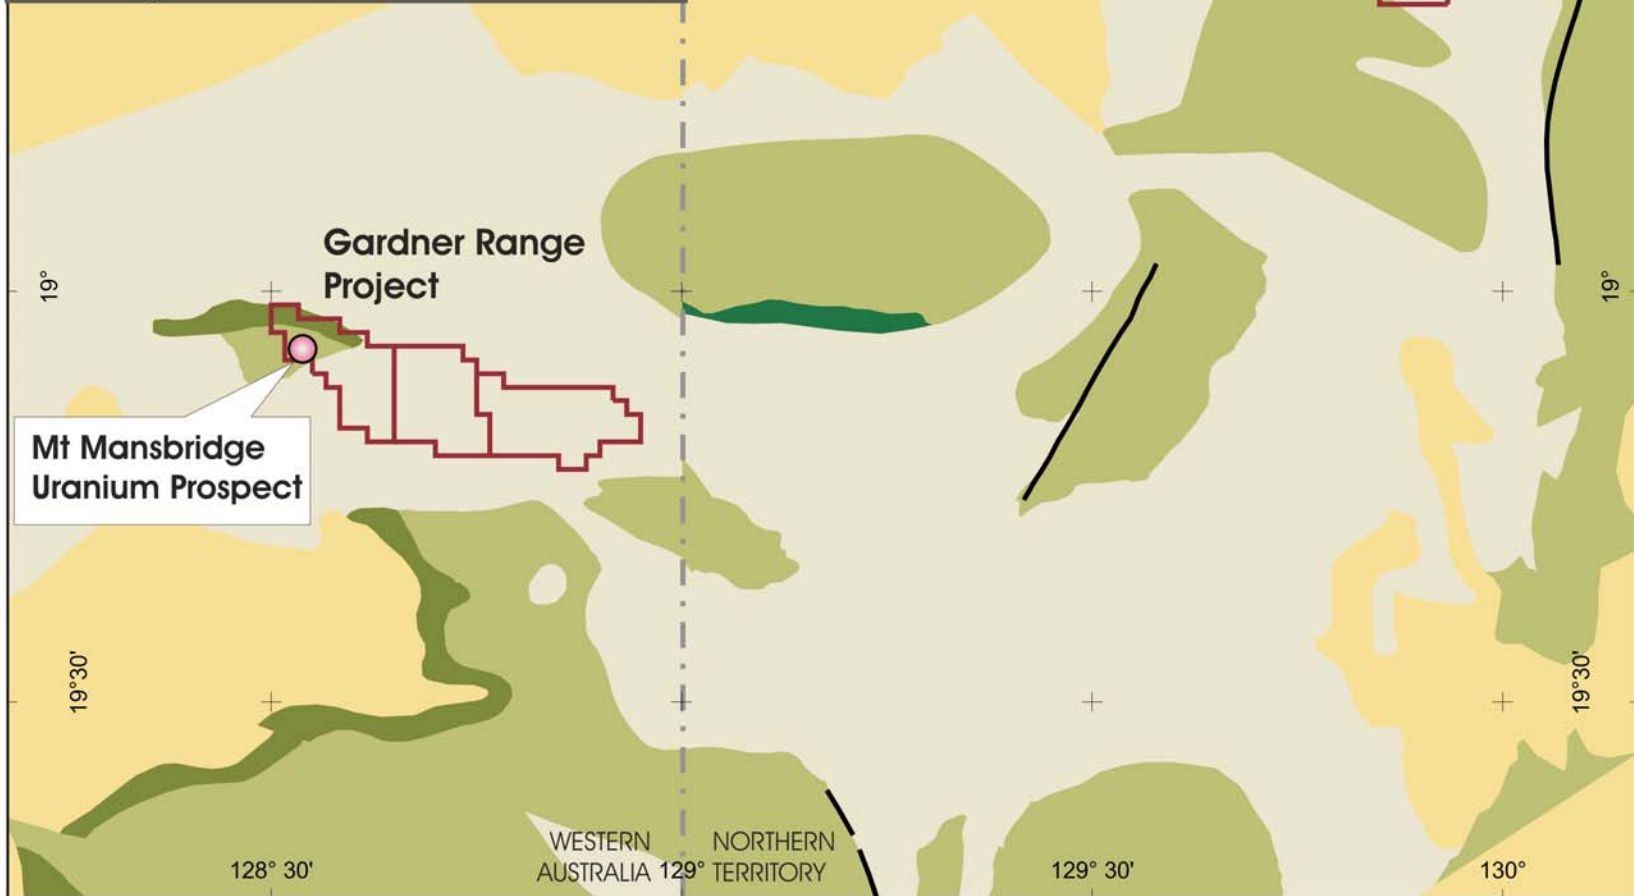 Gardner Range
Project
19°
19°
Mt Mansbridge
Uranium Prospect
19°30'
19°30'
WESTERN
AUSTRALIA
NORTHERN
TERRITORY
128° 30'
129°
129° 30'
130°